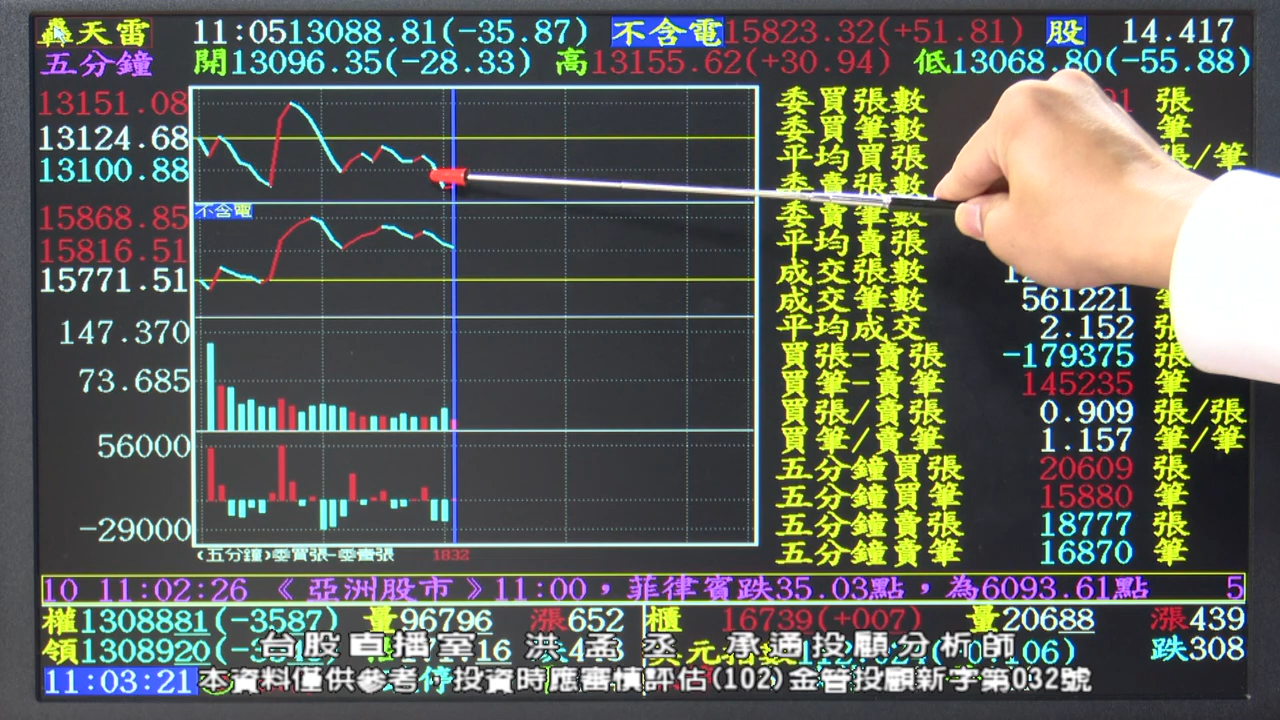 轟天雷 11:05 13088.81(-35.87) 不含電 15823.32(+51.81) 股 14.417
五分鐘 開13096.35(-28.33) 高13155.62(+30.94) 低13068.80(-55.88)
13151.08
13124.68
13100.88
不含電
15868.85
15816.51
15771.51
147.370
73.685
56000
-29000
(五分鐘)委買張-委賣張 1832
委買張數 張
委買筆數 筆
平均買張 張/筆
委賣張數
委賣筆數
平均賣張
成交張數
成交筆數 561221 筆
平均成交 2.152 張
買張-賣張 -179375 張
買筆-賣筆 145235 筆
買張/賣張 0.909 張/張
買筆/賣筆 1.157 筆/筆
五分鐘買張 20609 張
五分鐘買筆 15880 筆
五分鐘賣張 18777 張
五分鐘賣筆 16870 筆
10 11:02:26 《亞洲股市》11:00，菲律賓跌35.03點，為6093.61點 5
權1308881(-3587) 量96796 漲652 櫃 16739(+007) 量20688 漲439
領1308920 跌308
台股直播室 洪孟丞 承通投顧分析師
11:03:21
本資料僅供參考 投資時應審慎評估(102)金管投顧新字第032號